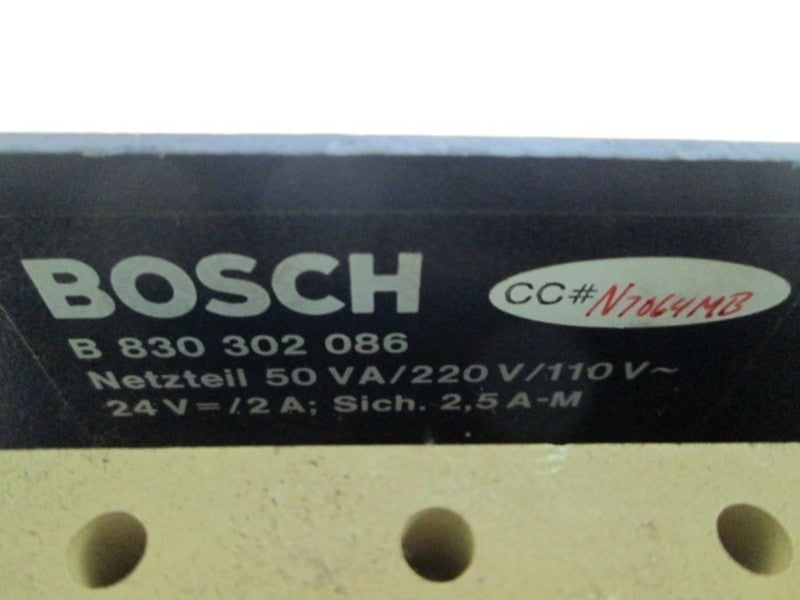 BOSCH
CC# N7064MB
B 830 302 086
Netzteil 50 VA/220 V/110 V~
24 V=/2 A; Sich. 2,5 A-M